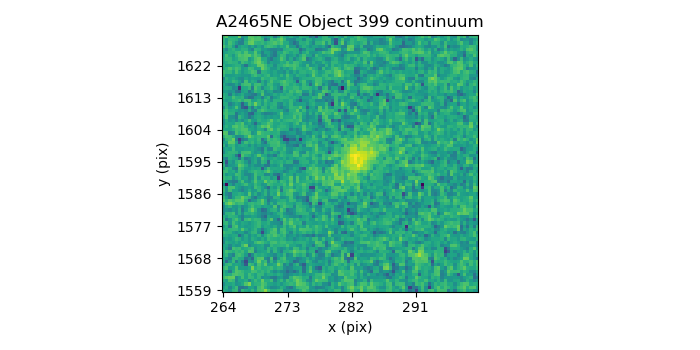 A2465NE Object 399 continuum
1622
1613
1604
1595
1586
1577
1568
1559
y (pix)
264 273 282 291
x (pix)